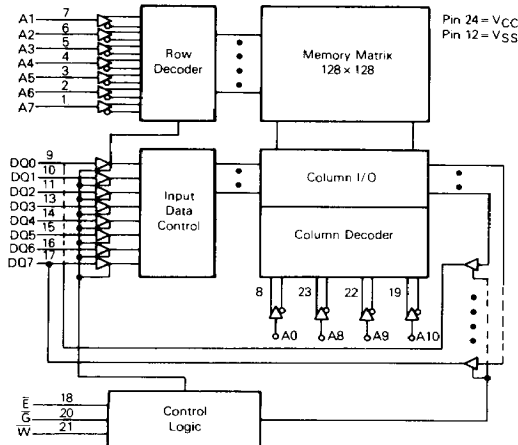 A1 7
A2 6
A3 5
A4 4
A5 3
A6 2
A7 1
Row
Decoder
Memory Matrix
128 × 128
Pin 24 = VCC
Pin 12 = VSS
DQ0 9
DQ1 10
DQ2 11
DQ3 13
DQ4 14
DQ5 15
DQ6 16
DQ7 17
Input
Data
Control
Column I/O
Column Decoder
8 23 22 19
A0 A8 A9 A10
E 18
G 20
W 21
Control
Logic